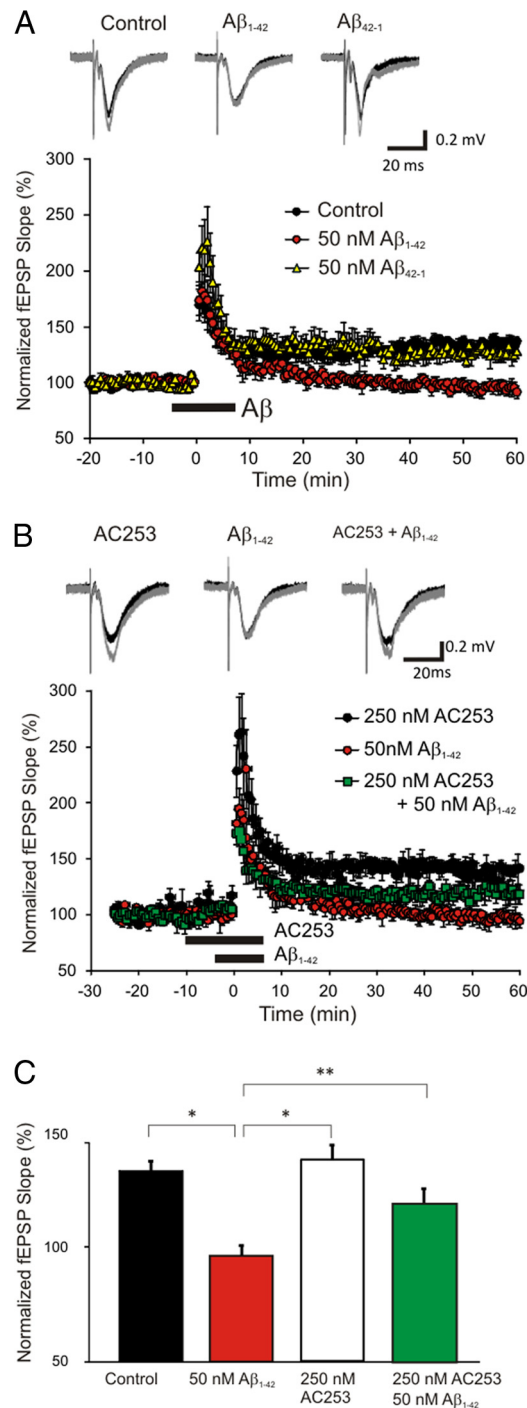 A
Control Aβ1-42 Aβ42-1
0.2 mV
20 ms
Normalized fEPSP Slope (%)
300
250
200
150
100
50
Control
50 nM Aβ1-42
50 nM Aβ42-1
Aβ
-20 -10 0 10 20 30 40 50 60
Time (min)
B
AC253 Aβ1-42 AC253 + Aβ1-42
0.2 mV
20ms
Normalized fEPSP Slope (%)
300
250
200
150
100
50
250 nM AC253
50nM Aβ1-42
250 nM AC253
+ 50 nM Aβ1-42
AC253
Aβ1-42
-30 -20 -10 0 10 20 30 40 50 60
Time (min)
C
Normalized fEPSP Slope (%)
150
100
50
**
* *
Control 50 nM Aβ1-42 250 nM 250 nM AC253
AC253 50 nM Aβ1-42